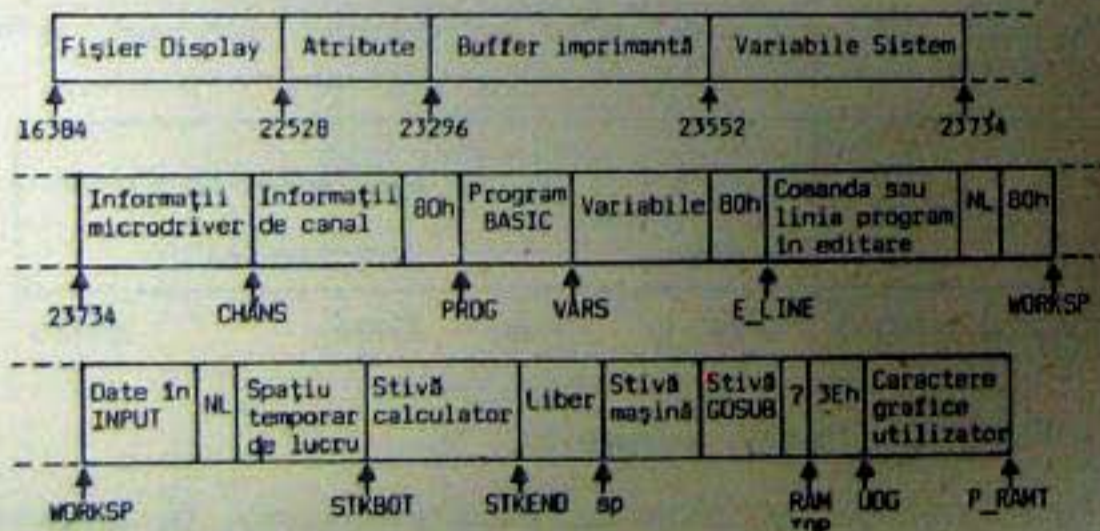 Fişier Display Atribute Buffer imprimantă Variabile Sistem
16384 22528 23296 23552 23734
Informaţii microdriver
Informaţii de canal
80h
Program BASIC
Variabile
80h
Comanda sau linia program in editare
NL
80h
23734 CHANS PROG VARS E_LINE WORKSP
Date în INPUT
NL
Spaţiu temporar de lucru
Stivă calculator
Liber
Stivă maşină
Stivă GOSUB
?
3Eh
Caractere grafice utilizator
WORKSP STKBOT STKEND sp RAM TOP UDG P_RAMT